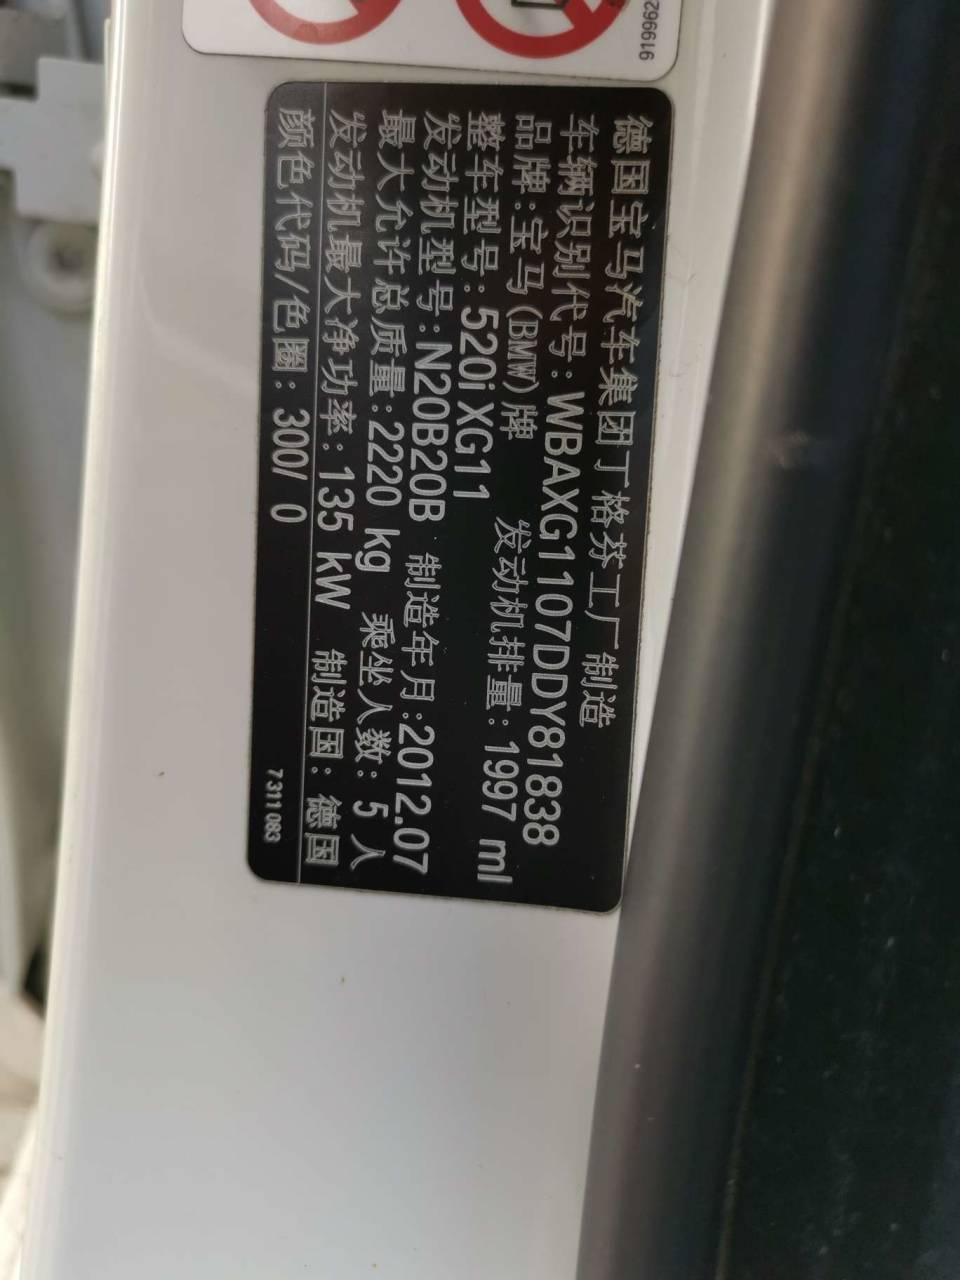 919962
德国宝马汽车集团丁格芬工厂制造
车辆识别代号: WBAXG1107DDY81838
品牌:宝马(BMW)牌 发动机排量: 1997 ml
整车型号: 520i XG11
发动机型号:N20B20B 制造年月:2012.07
最大允许总质量:2220 kg 乘坐人数: 5 人
发动机最大净功率: 135 kW 制造国: 德国
颜色代码/色圈: 300/ 0
7 311 083